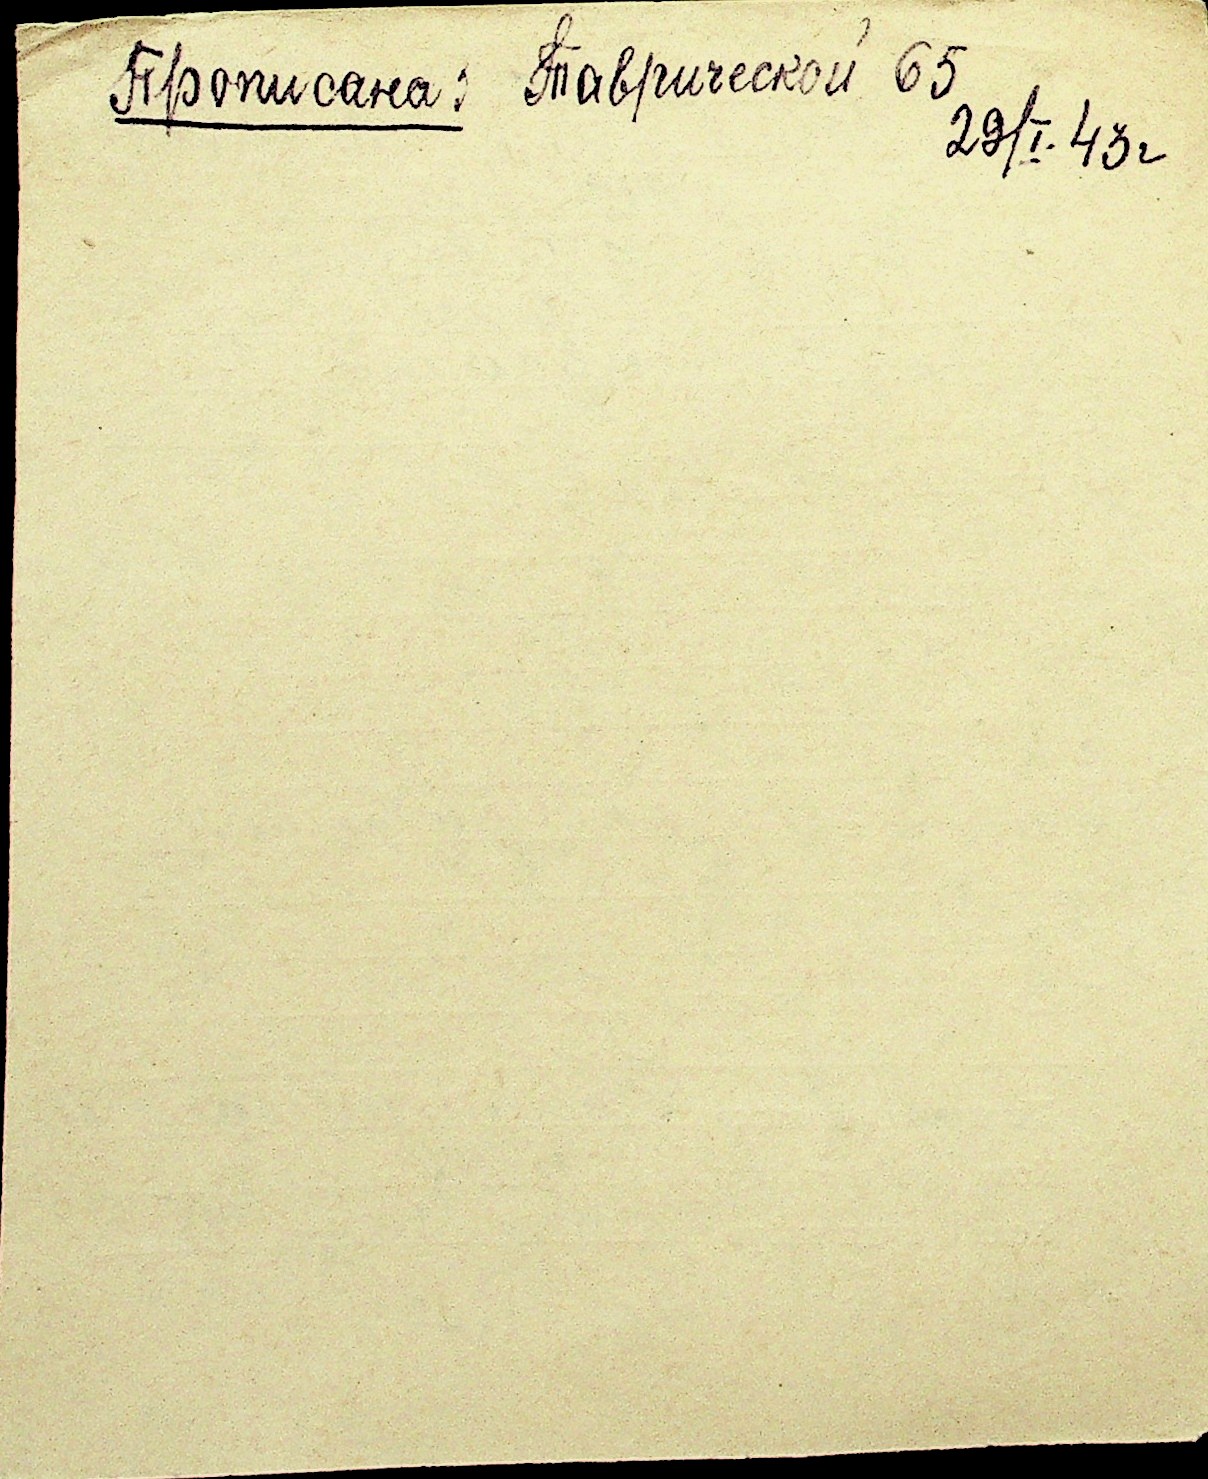 Прописана: Таврической 65
29/I. 43г